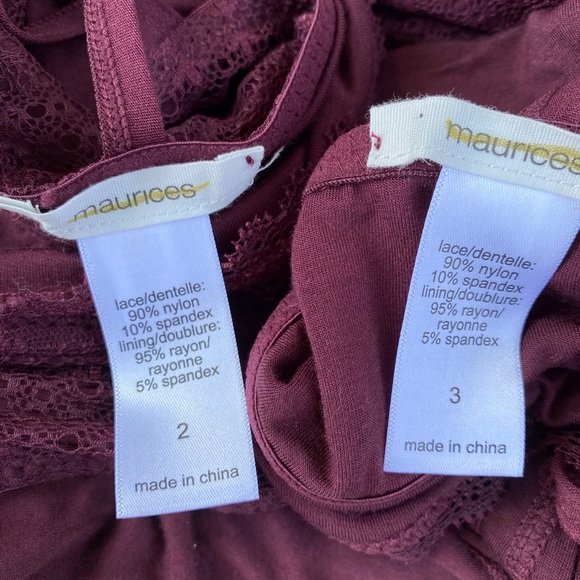 maurices
lace/dentelle:
90% nylon
10% spandex
lining/doublure:
95% rayon/
rayonne
5% spandex
2
made in china
maurices
lace/dentelle:
90% nylon
10% spandex
lining/doublure:
95% rayon/
rayonne
5% spandex
3
made in china